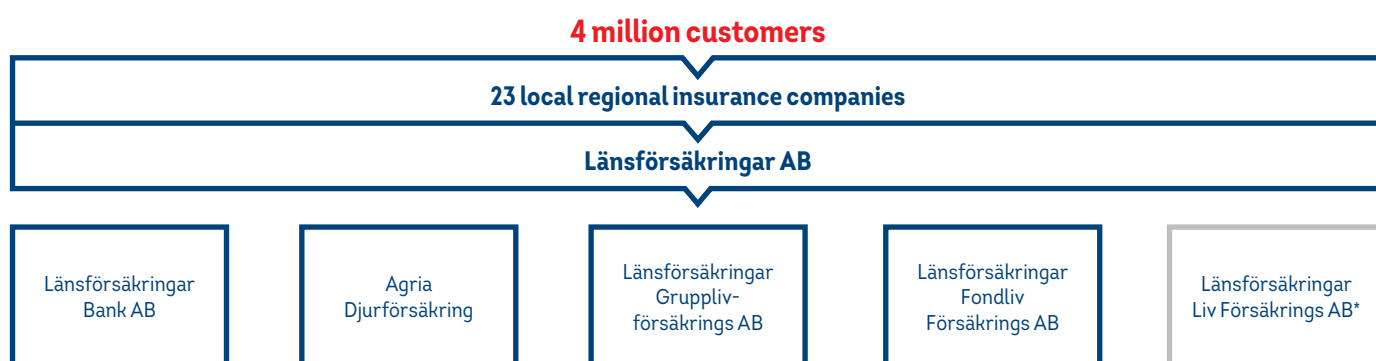 4 million customers
23 local regional insurance companies
Länsförsäkringar AB
Länsförsäkringar
Bank AB
Agria
Djurförsäkring
Länsförsäkringar
Gruppliv-
försäkrings AB
Länsförsäkringar
Fondliv
Försäkrings AB
Länsförsäkringar
Liv Försäkrings AB*